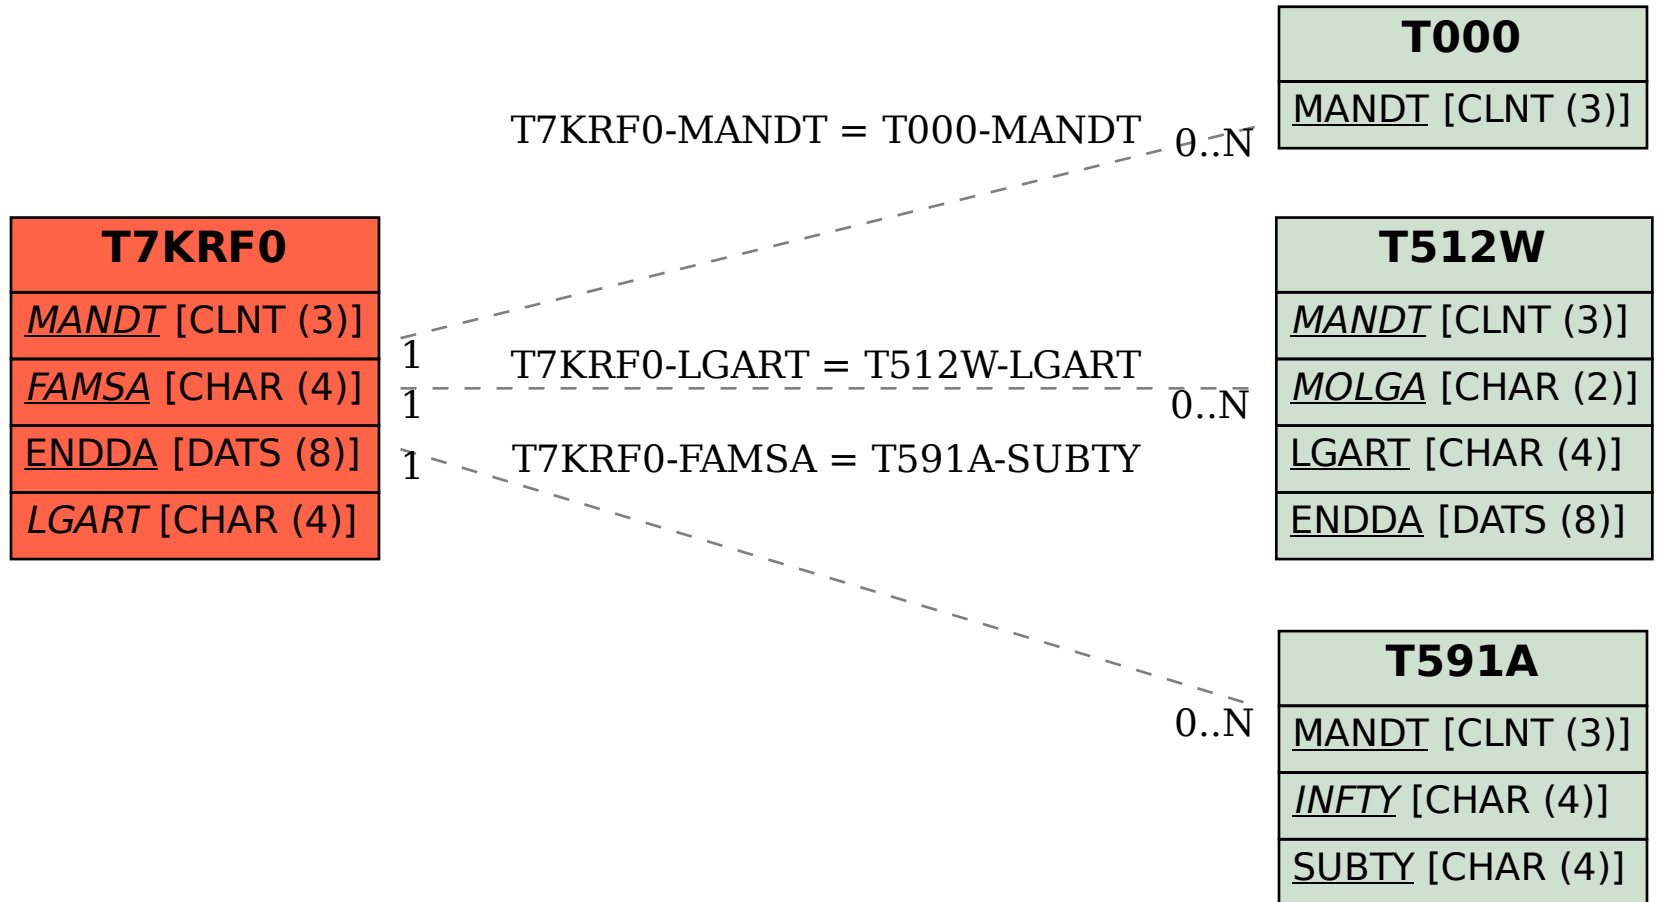 T000
MANDT [CLNT (3)]
T7KRF0-MANDT = T000-MANDT
0..N
T7KRF0
MANDT [CLNT (3)]
FAMSA [CHAR (4)]
ENDDA [DATS (8)]
LGART [CHAR (4)]
1
T7KRF0-LGART = T512W-LGART
1
0..N
T7KRF0-FAMSA = T591A-SUBTY
1
0..N
T512W
MANDT [CLNT (3)]
MOLGA [CHAR (2)]
LGART [CHAR (4)]
ENDDA [DATS (8)]
T591A
MANDT [CLNT (3)]
INFTY [CHAR (4)]
SUBTY [CHAR (4)]